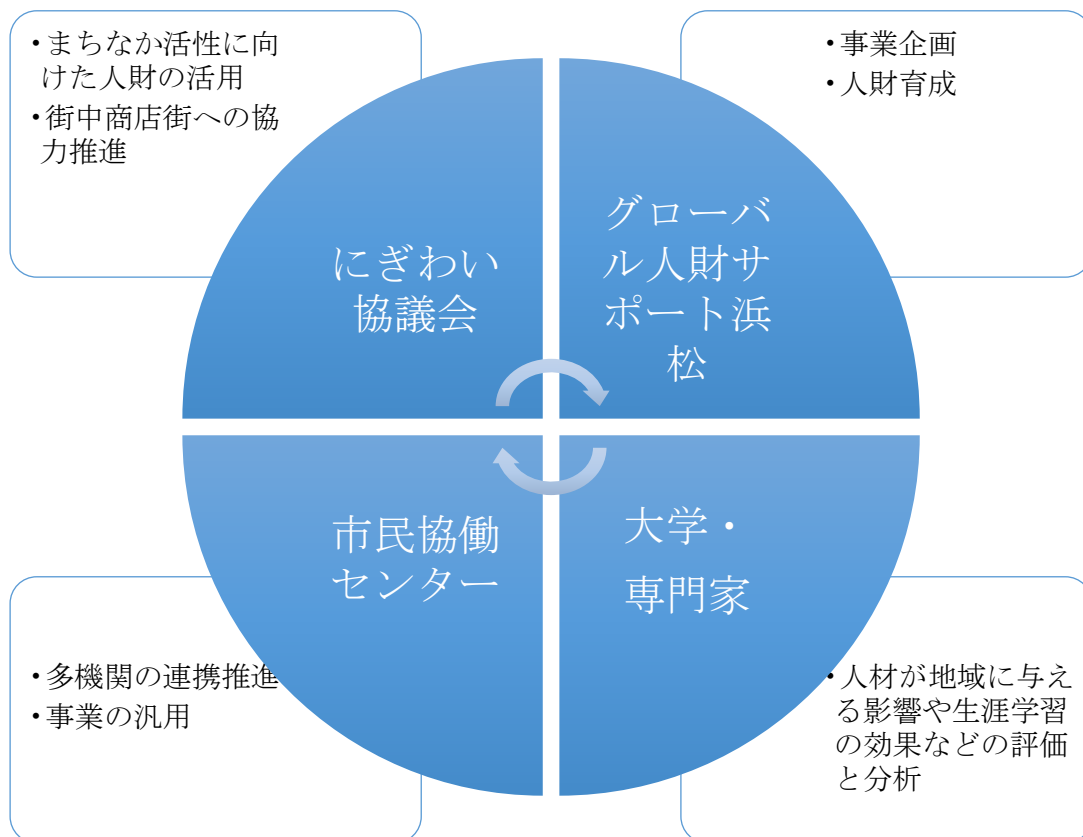 ・まちなか活性に向
けた人財の活用
・街中商店街への協
力推進
・事業企画
・人財育成
にぎわい
協議会
グローバ
ル人財サ
ポート浜
松
市民協働
センター
大学・
専門家
・多機関の連携推進
・事業の汎用
・人材が地域に与え
る影響や生涯学習
の効果などの評価
と分析